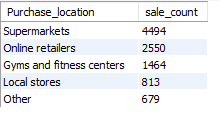 Purchase_location sale_count
Supermarkets 4494
Online retailers 2550
Gyms and fitness centers 1464
Local stores 813
Other 679